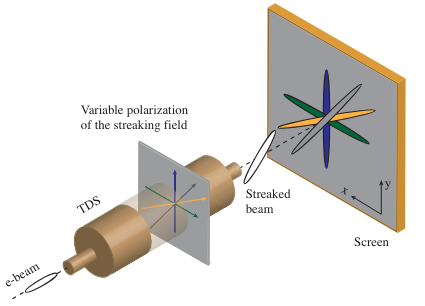 Variable polarization
of the streaking field
TDS
e-beam
Streaked
beam
x
y
Screen